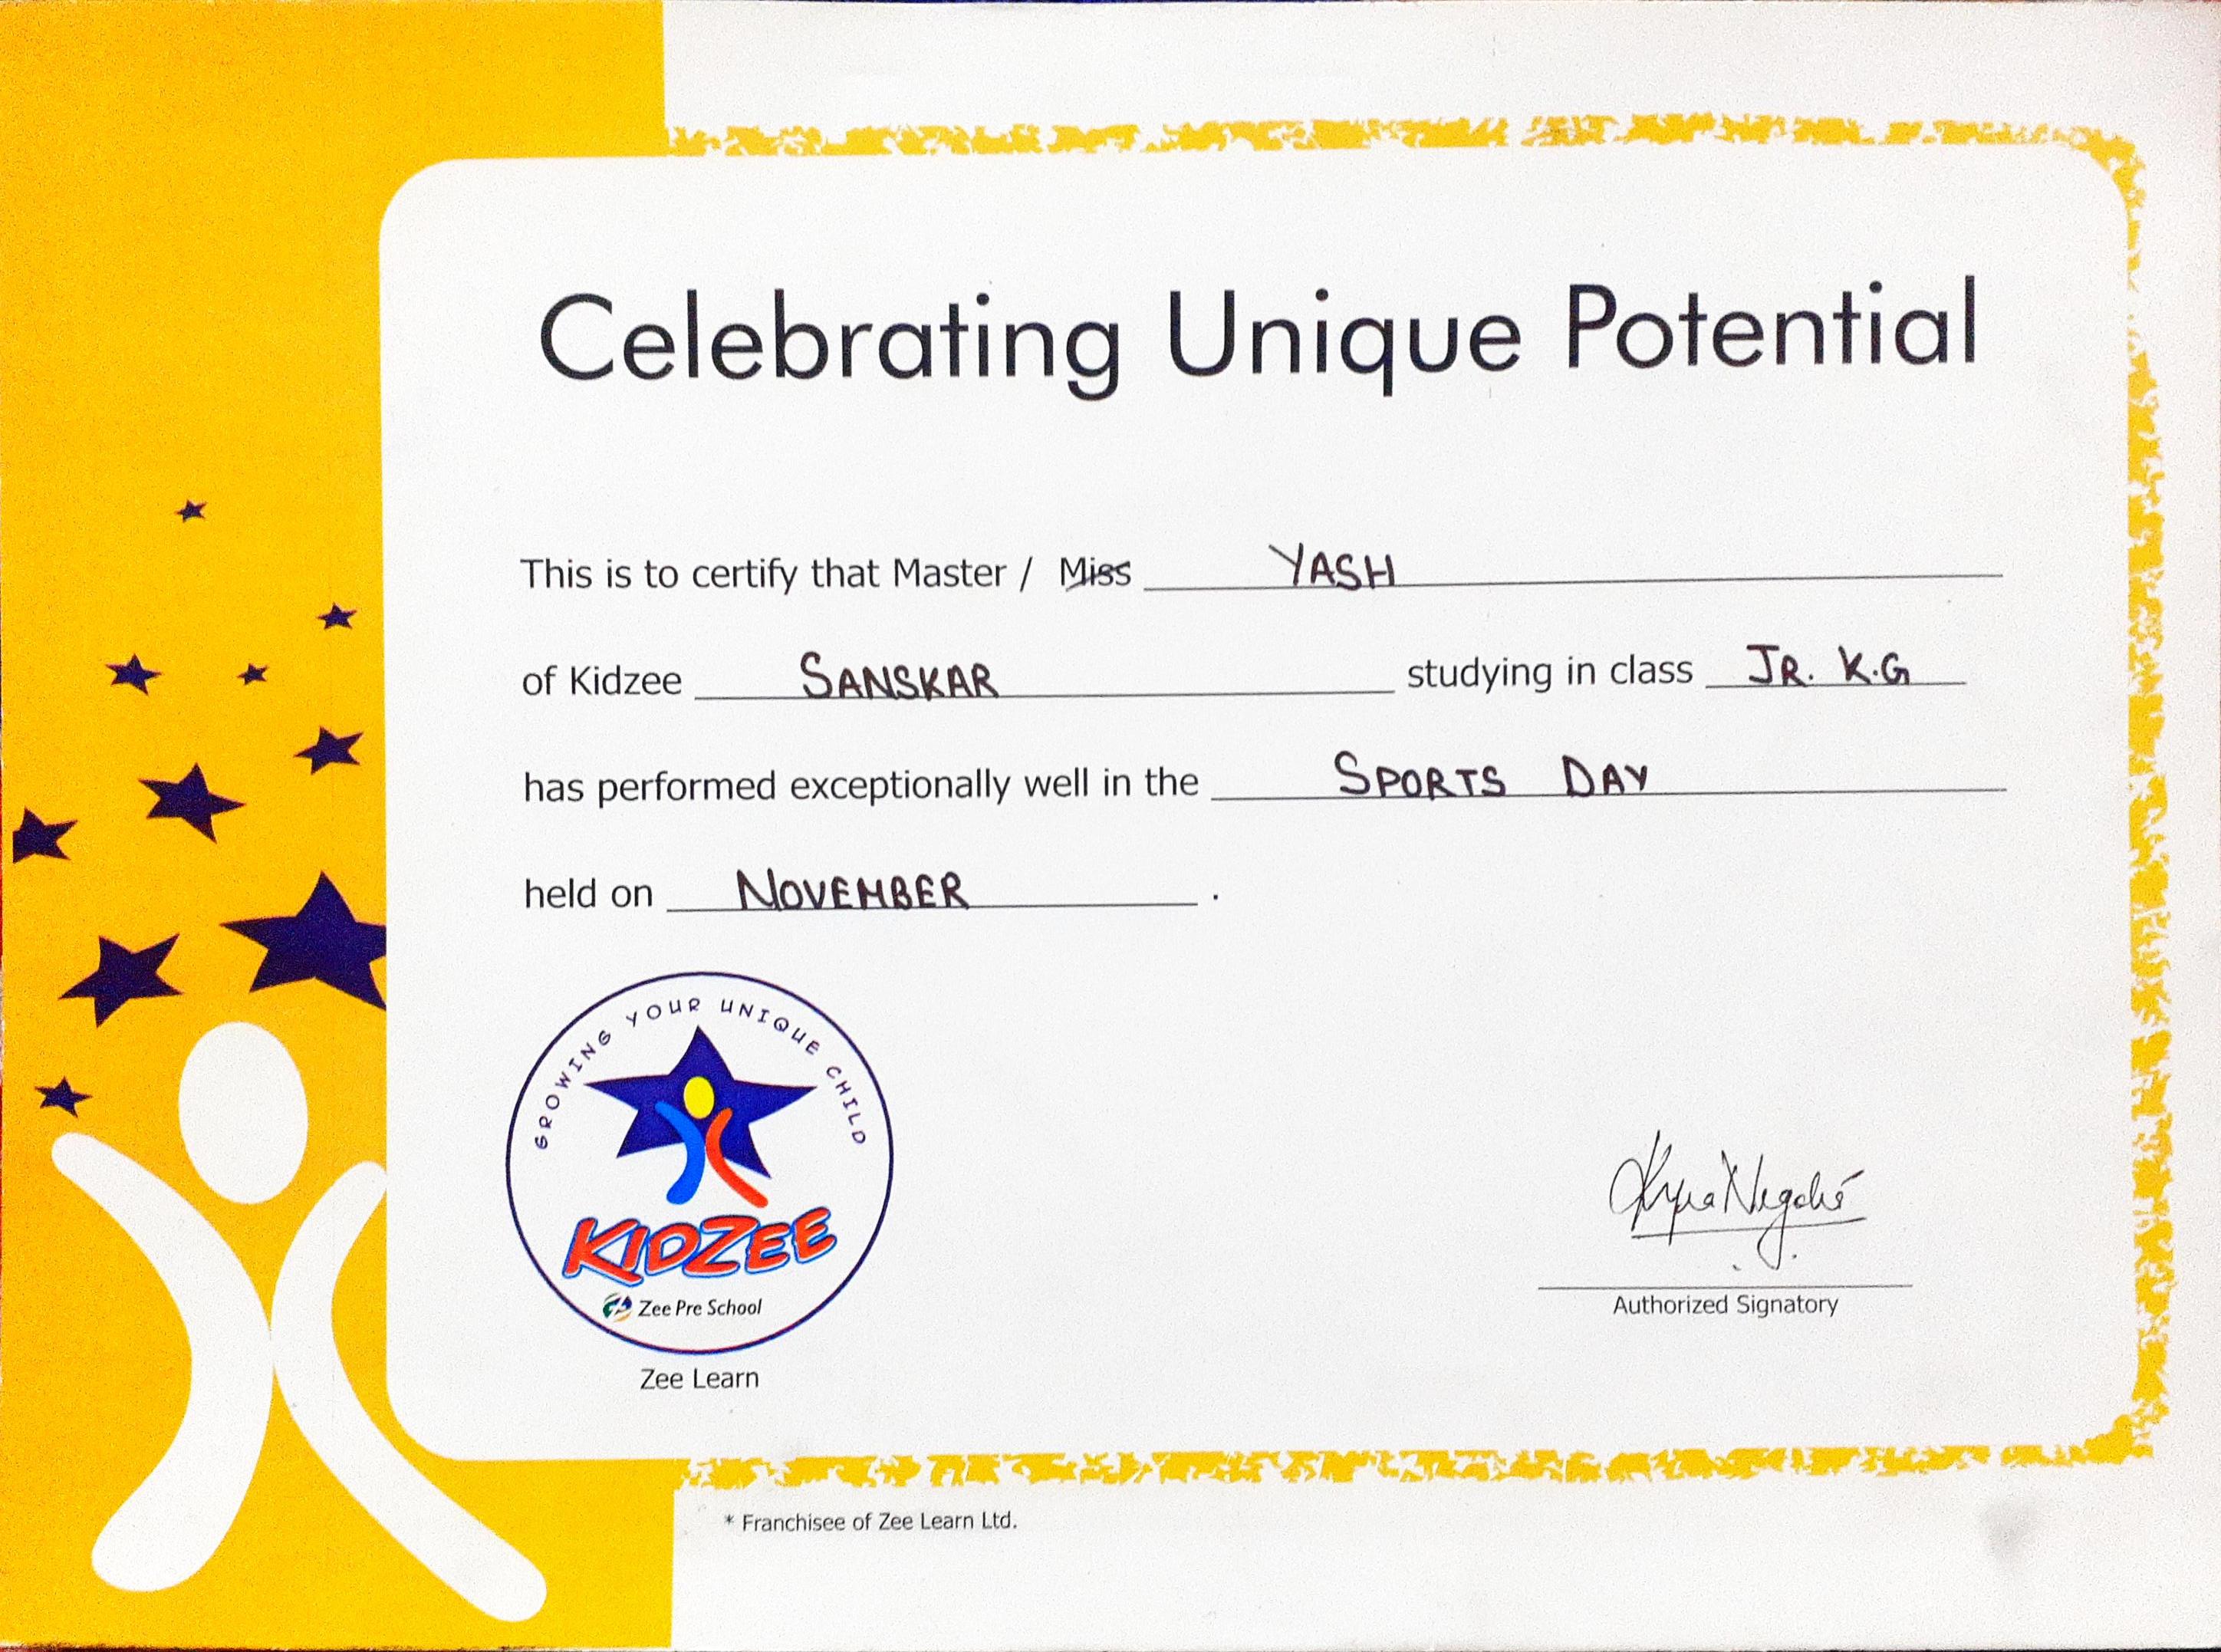 Celebrating Unique Potential
This is to certify that Master / Miss YASH
of Kidzee SANSKAR studying in class JR. K.G
has performed exceptionally well in the SPORTS DAY
held on NOVEMBER .
GROWING YOUR UNIQUE CHILD
KIDZEE
Zee Pre School
Zee Learn
Authorized Signatory
* Franchisee of Zee Learn Ltd.